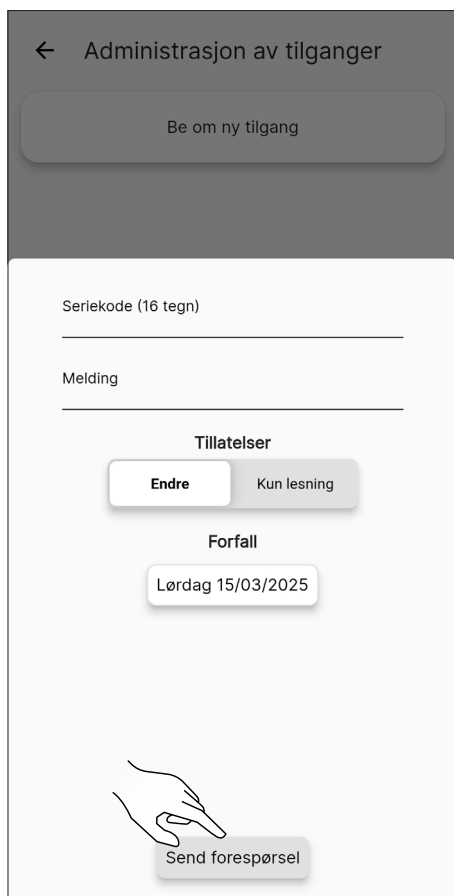 Administrasjon av tilganger
Be om ny tilgang
Seriekode (16 tegn)
Melding
Tillatelser
Endre Kun lesning
Forfall
Lørdag 15/03/2025
Send forespørsel